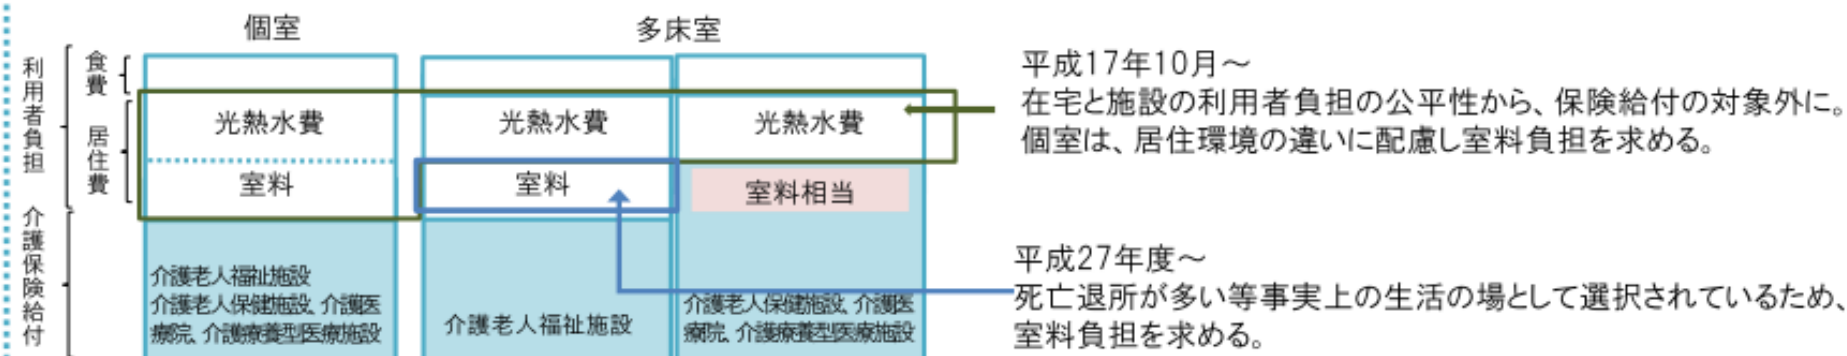 個室
多床室
利用者負担
食費
居住費
光熱水費
光熱水費
光熱水費
室料
室料
室料相当
介護保険給付
介護老人福祉施設
介護老人保健施設、介護医
療院、介護療養型医療施設
介護老人福祉施設
介護老人保健施設、介護医
療院、介護療養型医療施設
平成17年10月～
在宅と施設の利用者負担の公平性から、保険給付の対象外に。
個室は、居住環境の違いに配慮し室料負担を求める。
平成27年度～
死亡退所が多い等事実上の生活の場として選択されているため、
室料負担を求める。